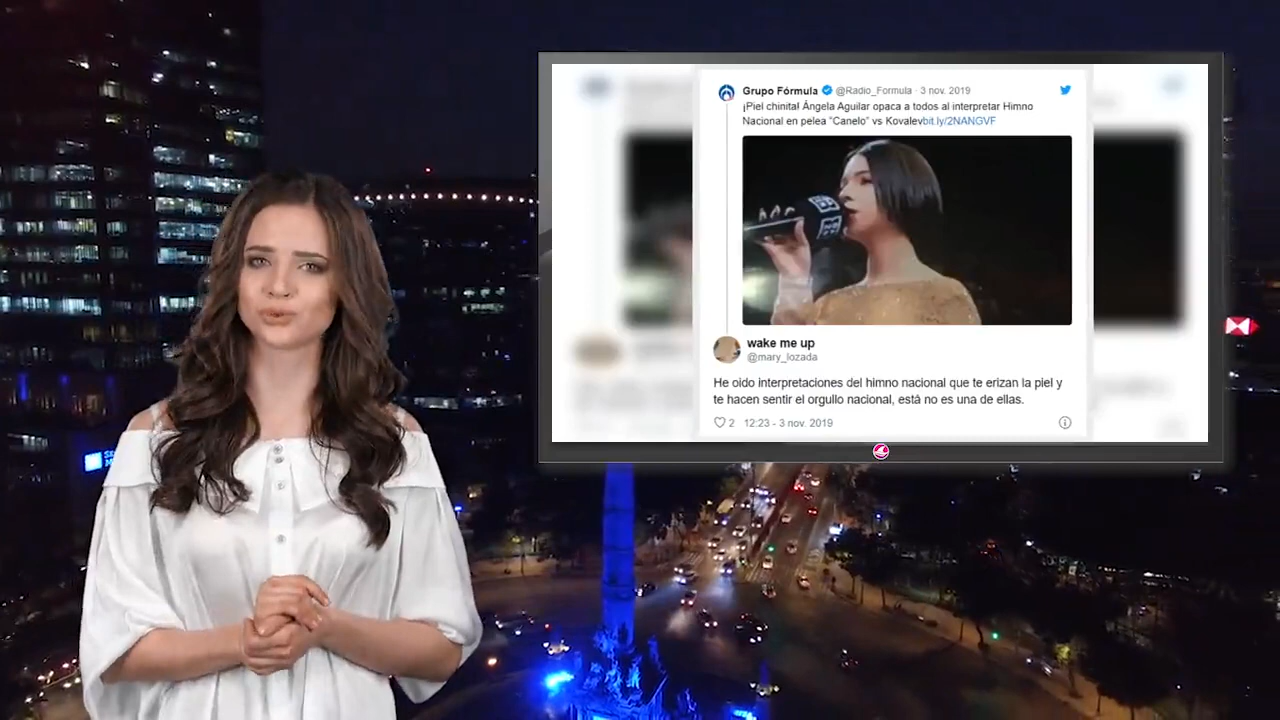 Grupo Fórmula @Radio_Formula · 3 nov. 2019
¡Piel chinita! Ángela Aguilar opaca a todos al interpretar Himno
Nacional en pelea "Canelo" vs Kovalevbit.ly/2NANGVF
wake me up
@mary_lozada
He oido interpretaciones del himno nacional que te erizan la piel y
te hacen sentir el orgullo nacional, está no es una de ellas.
2 12:23 - 3 nov. 2019